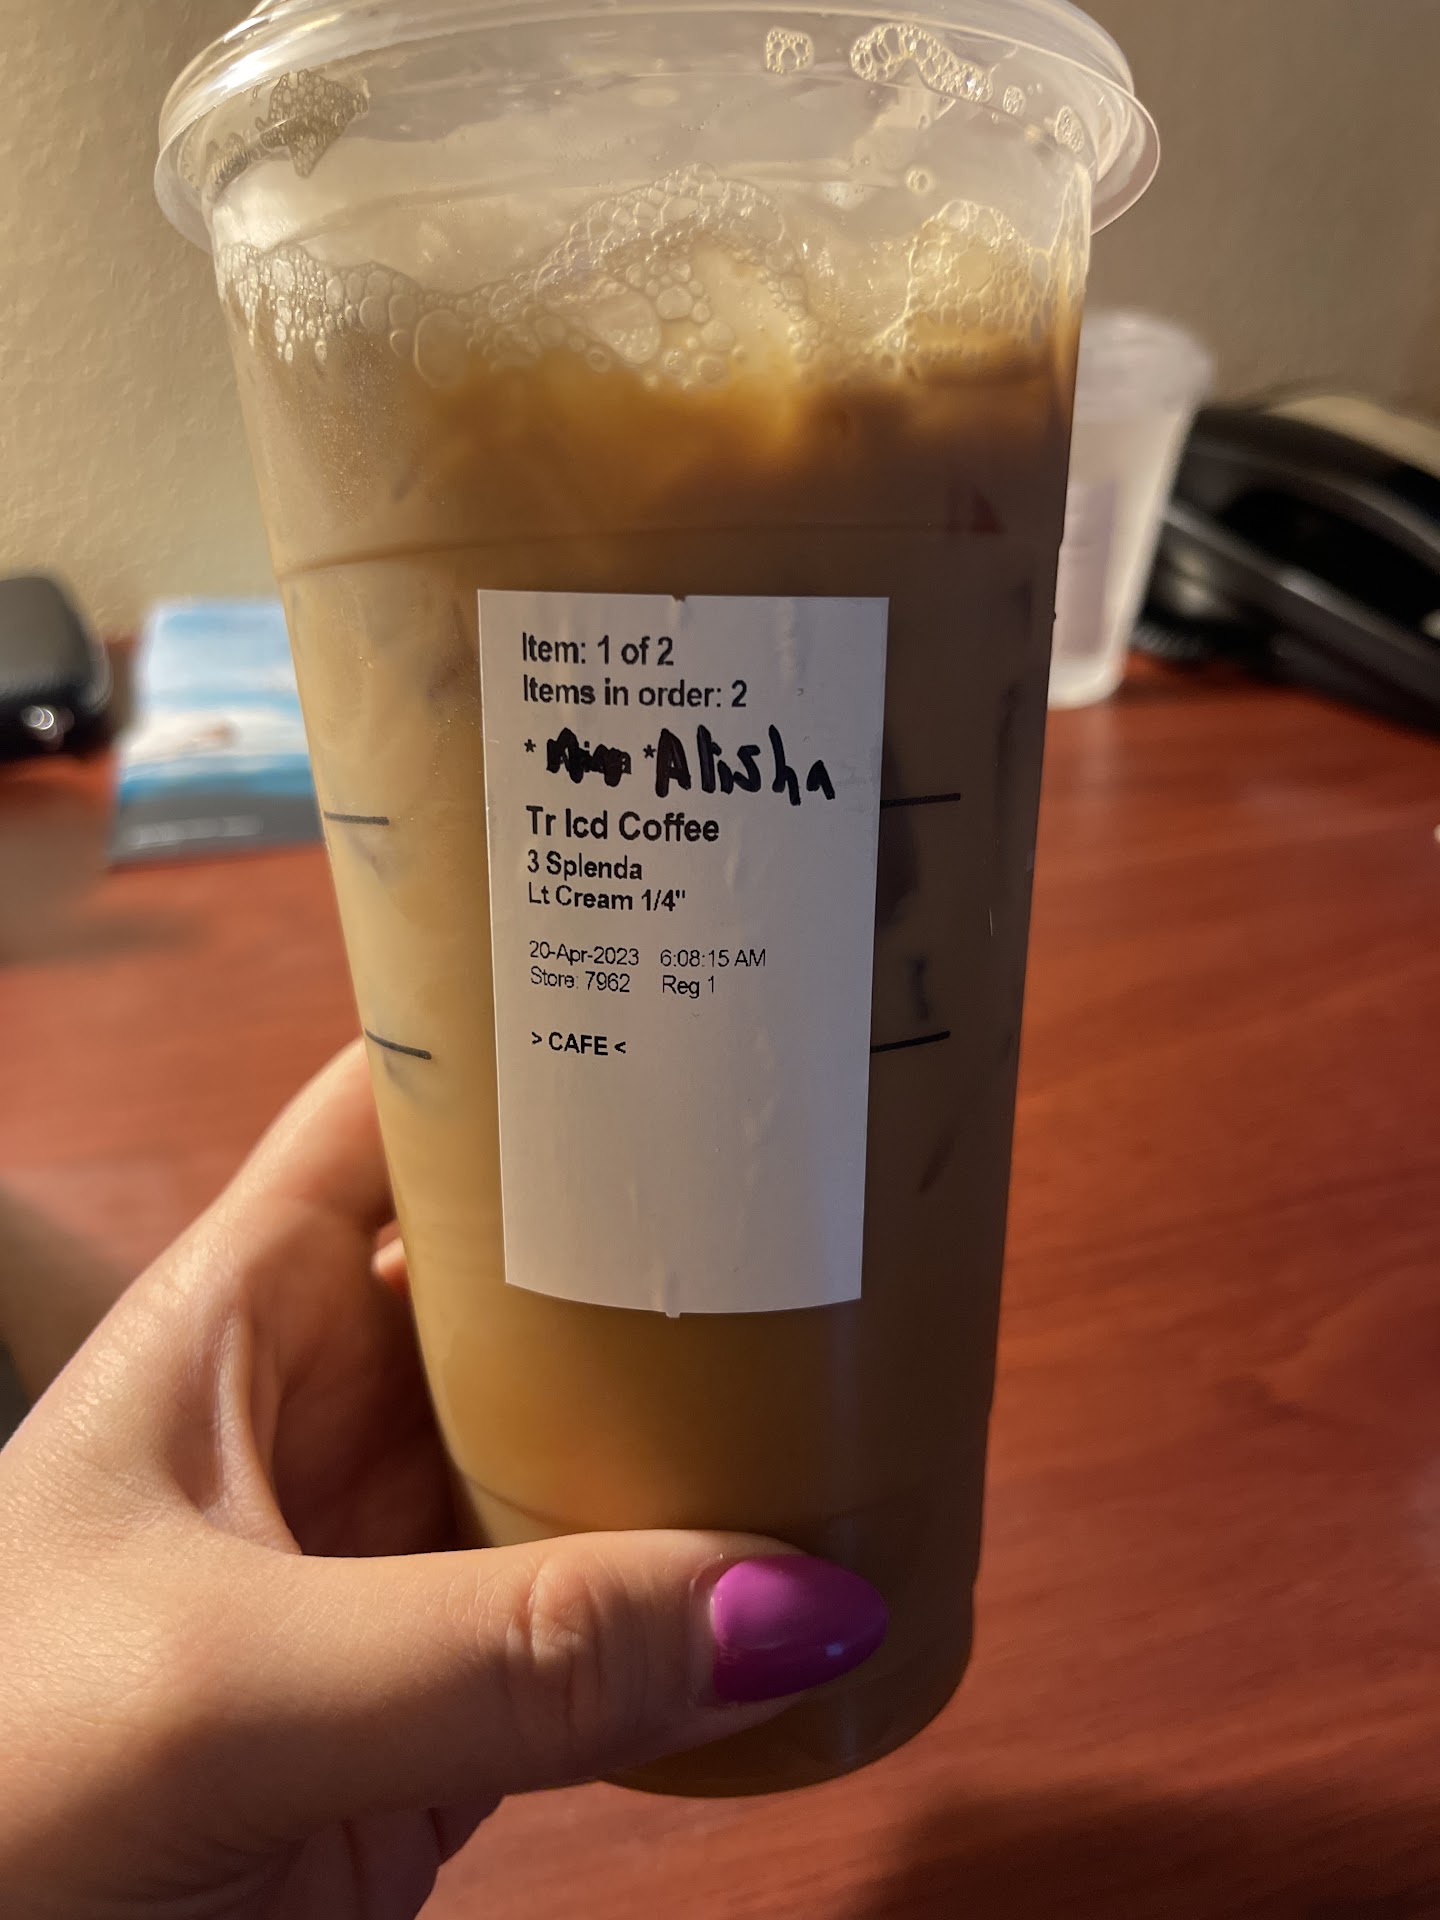 Item: 1 of 2
Items in order: 2
* * Alisha
Tr Icd Coffee
3 Splenda
Lt Cream 1/4"
20-Apr-2023 6:08:15 AM
Store: 7962 Reg 1
> CAFE <